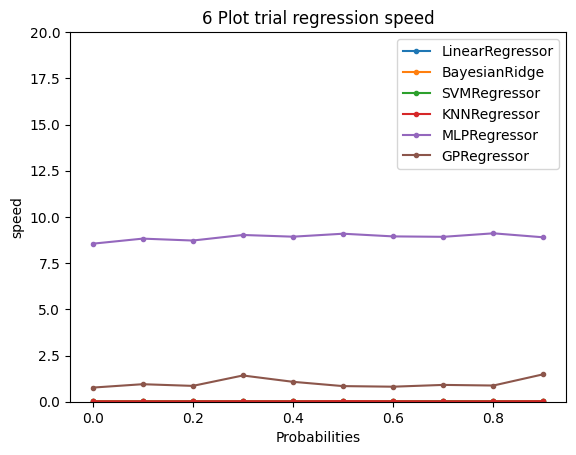 6 Plot trial regression speed
20.0
17.5
15.0
12.5
10.0
7.5
5.0
2.5
0.0
speed
LinearRegressor
BayesianRidge
SVMRegressor
KNNRegressor
MLPRegressor
GPRegressor
0.0 0.2 0.4 0.6 0.8
Probabilities